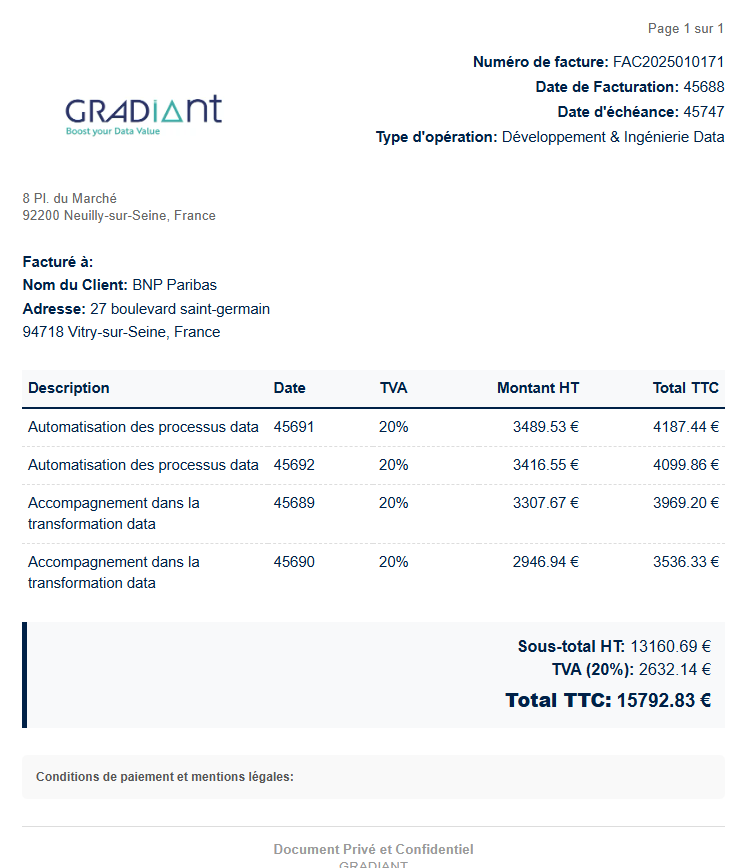 Page 1 sur 1
Numéro de facture: FAC2025010171
Date de Facturation: 45688
Date d'échéance: 45747
Type d'opération: Développement & Ingénierie Data
GRADIANT
Boost your Data Value
8 Pl. du Marché
92200 Neuilly-sur-Seine, France
Facturé à:
Nom du Client: BNP Paribas
Adresse: 27 boulevard saint-germain
94718 Vitry-sur-Seine, France
Description Date TVA Montant HT Total TTC
Automatisation des processus data 45691 20% 3489.53 € 4187.44 €
Automatisation des processus data 45692 20% 3416.55 € 4099.86 €
Accompagnement dans la 45689 20% 3307.67 € 3969.20 €
transformation data
Accompagnement dans la 45690 20% 2946.94 € 3536.33 €
transformation data
Sous-total HT: 13160.69 €
TVA (20%): 2632.14 €
Total TTC: 15792.83 €
Conditions de paiement et mentions légales:
Document Privé et Confidentiel
GRADIANT